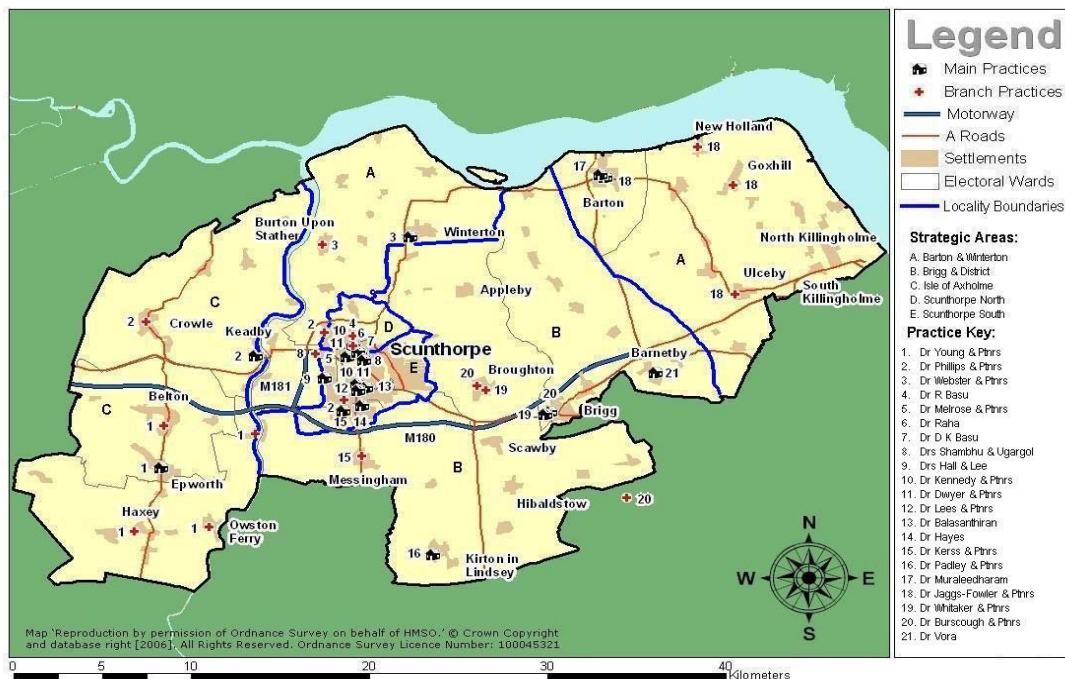 Legend
Main Practices
Branch Practices
Motorway
A Roads
Settlements
Electoral Wards
Locality Boundaries
Strategic Areas:
A. Barton & Winterton
B. Brigg & District
C. Isle of Axholme
D. Scunthorpe North
E. Scunthorpe South
Practice Key:
1. Dr Young & Ptnrs
2. Dr Phillips & Ptnrs
3. Dr Webster & Ptnrs
4. Dr R Basu
5. Dr Melrose & Ptnrs
6. Dr Raha
7. Dr D K Basu
8. Drs Shambhu & Ugargol
9. Drs Hall & Lee
10. Dr Kennedy & Ptnrs
11. Dr Dwyer & Ptnrs
12. Dr Lees & Ptnrs
13. Dr Balasanthiran
14. Dr Hayes
15. Dr Kerss & Ptnrs
16. Dr Padley & Ptnrs
17. Dr Muraleedharam
18. Dr Jaggs-Fowler & Ptnrs
19. Dr Whitaker & Ptnrs
20. Dr Burscough & Ptnrs
21. Dr Vora
New Holland
18
Goxhill
18
17
18
Barton
A
Burton Upon
Stather
3
3
Winterton
North Killingholme
A
Ulceby
18
South
Killingholme
Appleby
C
2
Crowle
Keadby
2
2
4
10
6
11
7
D
8
5
8
Scunthorpe
10
11
E
9
13
12
2
15
14
B
Broughton
20
19
Barnetby
21
20
19
Brigg
M181
Belton
C
1
1
M180
Scawby
15
Messingham
B
1
Epworth
Haxey
1
1
Owston
Ferry
Hibaldstow
20
16
Kirton in
Lindsey
N
W
E
S
Map 'Reproduction by permission of Ordnance Survey on behalf of HMSO.' © Crown Copyright
and database right [2006]. All Rights Reserved. Ordnance Survey Licence Number: 100045321
0
5
10
20
30
40
Kilometers